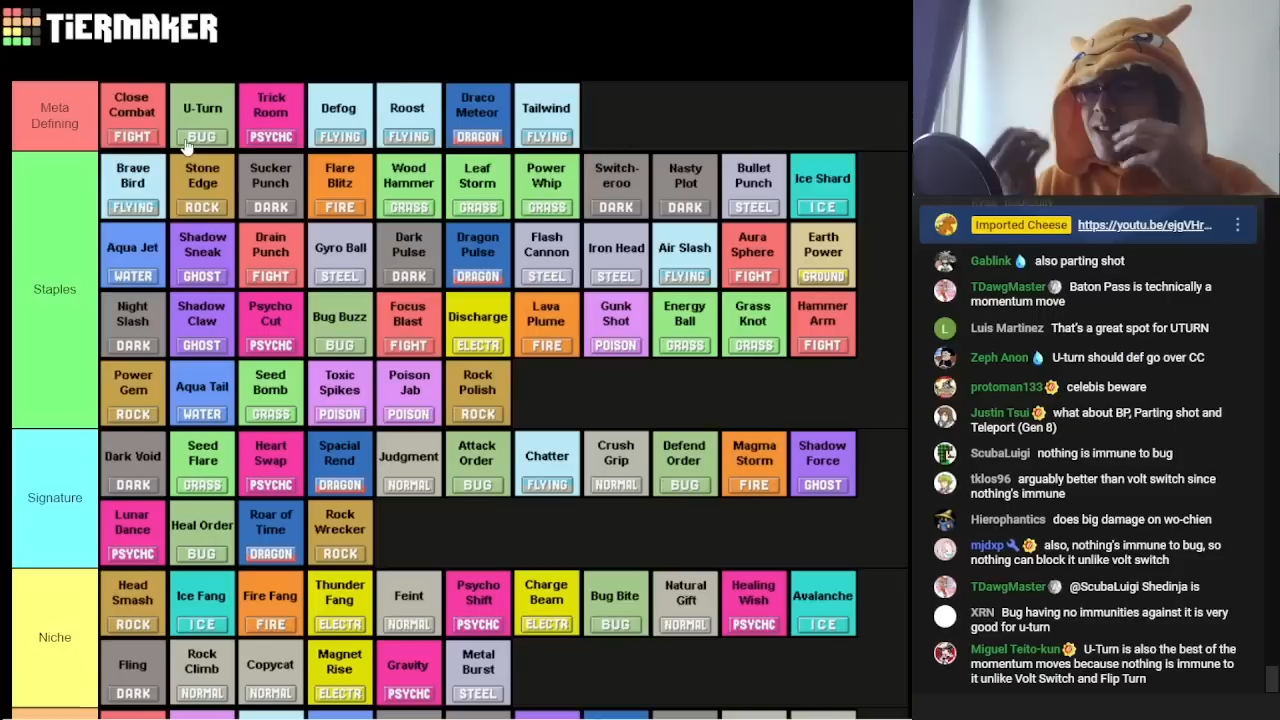 TIERMAKER
Meta
Defining
Close
Combat
FIGHT
U-Turn
BUG
Trick
Room
PSYCHC
Defog
FLYING
Roost
FLYING
Draco
Meteor
DRAGON
Tailwind
FLYING
Staples
Brave
Bird
FLYING
Stone
Edge
ROCK
Sucker
Punch
DARK
Flare
Blitz
FIRE
Wood
Hammer
GRASS
Leaf
Storm
GRASS
Power
Whip
GRASS
Switch-
eroo
DARK
Nasty
Plot
DARK
Bullet
Punch
STEEL
Ice Shard
ICE
Aqua Jet
WATER
Shadow
Sneak
GHOST
Drain
Punch
FIGHT
Gyro Ball
STEEL
Dark
Pulse
DARK
Dragon
Pulse
DRAGON
Flash
Cannon
STEEL
Iron Head
STEEL
Air Slash
FLYING
Aura
Sphere
FIGHT
Earth
Power
GROUND
Night
Slash
DARK
Shadow
Claw
GHOST
Psycho
Cut
PSYCHC
Bug Buzz
BUG
Focus
Blast
FIGHT
Discharge
ELECTR
Lava
Plume
FIRE
Gunk
Shot
POISON
Energy
Ball
GRASS
Grass
Knot
GRASS
Hammer
Arm
FIGHT
Power
Gem
ROCK
Aqua Tail
WATER
Seed
Bomb
GRASS
Toxic
Spikes
POISON
Poison
Jab
POISON
Rock
Polish
ROCK
Signature
Dark Void
DARK
Seed
Flare
GRASS
Heart
Swap
PSYCHC
Spacial
Rend
DRAGON
Judgment
NORMAL
Attack
Order
BUG
Chatter
FLYING
Crush
Grip
NORMAL
Defend
Order
BUG
Magma
Storm
FIRE
Shadow
Force
GHOST
Lunar
Dance
PSYCHC
Heal Order
BUG
Roar of
Time
DRAGON
Rock
Wrecker
ROCK
Niche
Head
Smash
ROCK
Ice Fang
ICE
Fire Fang
FIRE
Thunder
Fang
ELECTR
Feint
NORMAL
Psycho
Shift
PSYCHC
Charge
Beam
ELECTR
Bug Bite
BUG
Natural
Gift
NORMAL
Healing
Wish
PSYCHC
Avalanche
ICE
Fling
DARK
Rock
Climb
NORMAL
Copycat
NORMAL
Magnet
Rise
ELECTR
Gravity
PSYCHC
Metal
Burst
STEEL
Imported Cheese https://youtu.be/ejgVHr...
Gablink also parting shot
TDawgMaster Baton Pass is technically a
momentum move
Luis Martinez That's a great spot for UTURN
Zeph Anon U-turn should def go over CC
protoman133 celebis beware
Justin Tsui what about BP, Parting shot and
Teleport (Gen 8)
ScubaLuigi nothing is immune to bug
tklos96 arguably better than volt switch since
nothing's immune
Hierophantics does big damage on wo-chien
mjdxp also, nothing's immune to bug, so
nothing can block it unlike volt switch
TDawgMaster @ScubaLuigi Shedinja is
XRN Bug having no immunities against it is very
good for u-turn
Miguel Teito-kun U-Turn is also the best of the
momentum moves because nothing is immune to
it unlike Volt Switch and Flip Turn